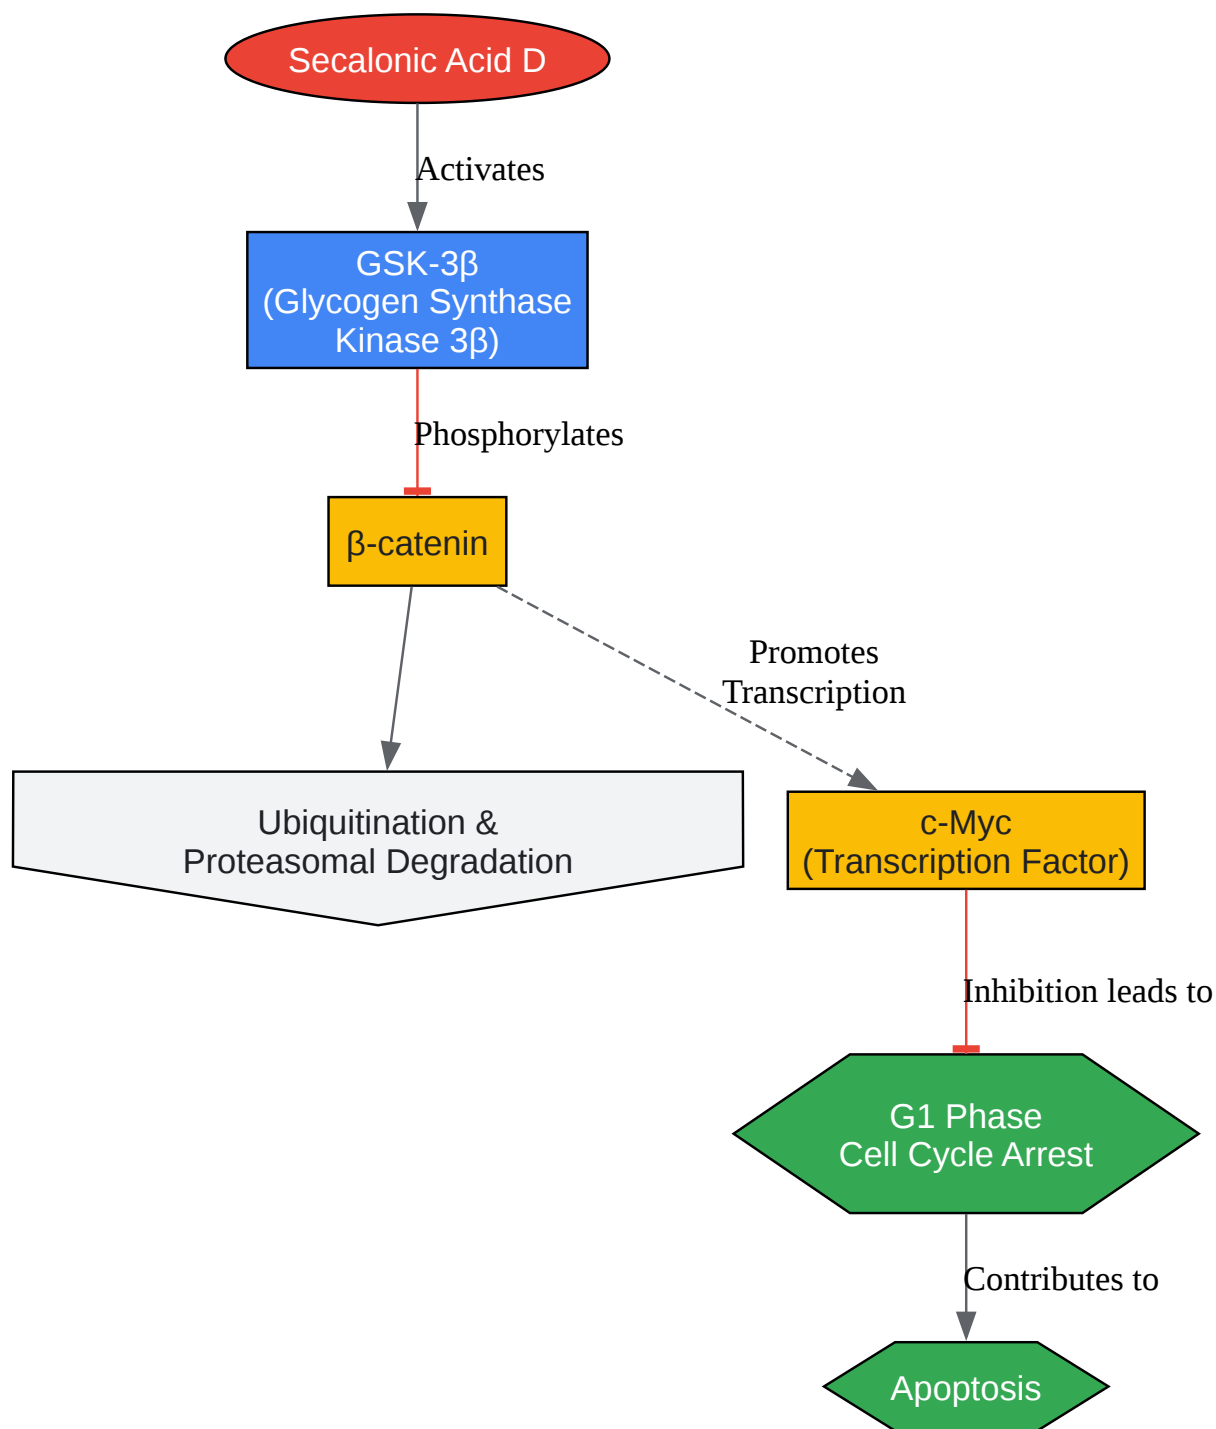 Secalonic Acid D
Activates
GSK-3β
(Glycogen Synthase
Kinase 3β)
Phosphorylates
β-catenin
Promotes
Transcription
Ubiquitination &
Proteasomal Degradation
c-Myc
(Transcription Factor)
Inhibition leads to
G1 Phase
Cell Cycle Arrest
Contributes to
Apoptosis